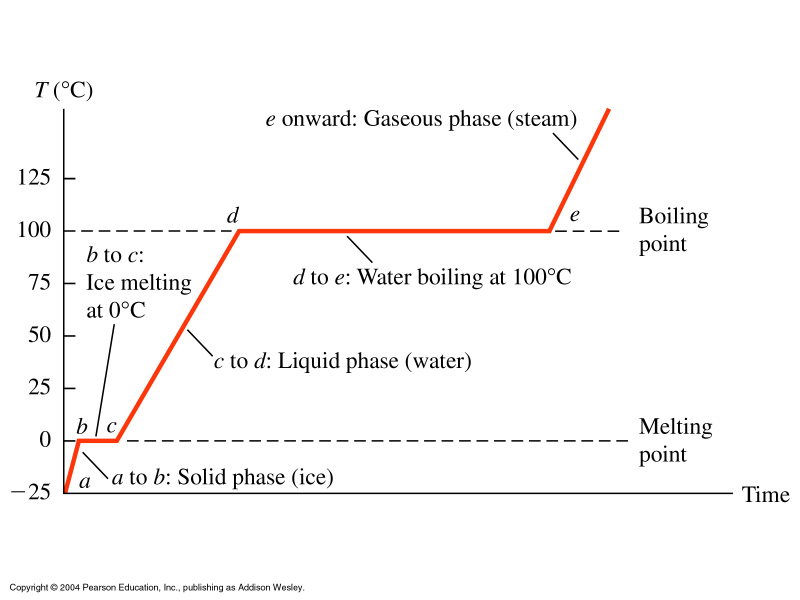 T (°C)
e onward: Gaseous phase (steam)
125
d
e
Boiling
point
100
b to c:
Ice melting
at 0°C
d to e: Water boiling at 100°C
75
50
c to d: Liquid phase (water)
25
b
c
Melting
point
0
a
a to b: Solid phase (ice)
−25
Time
Copyright © 2004 Pearson Education, Inc., publishing as Addison Wesley.